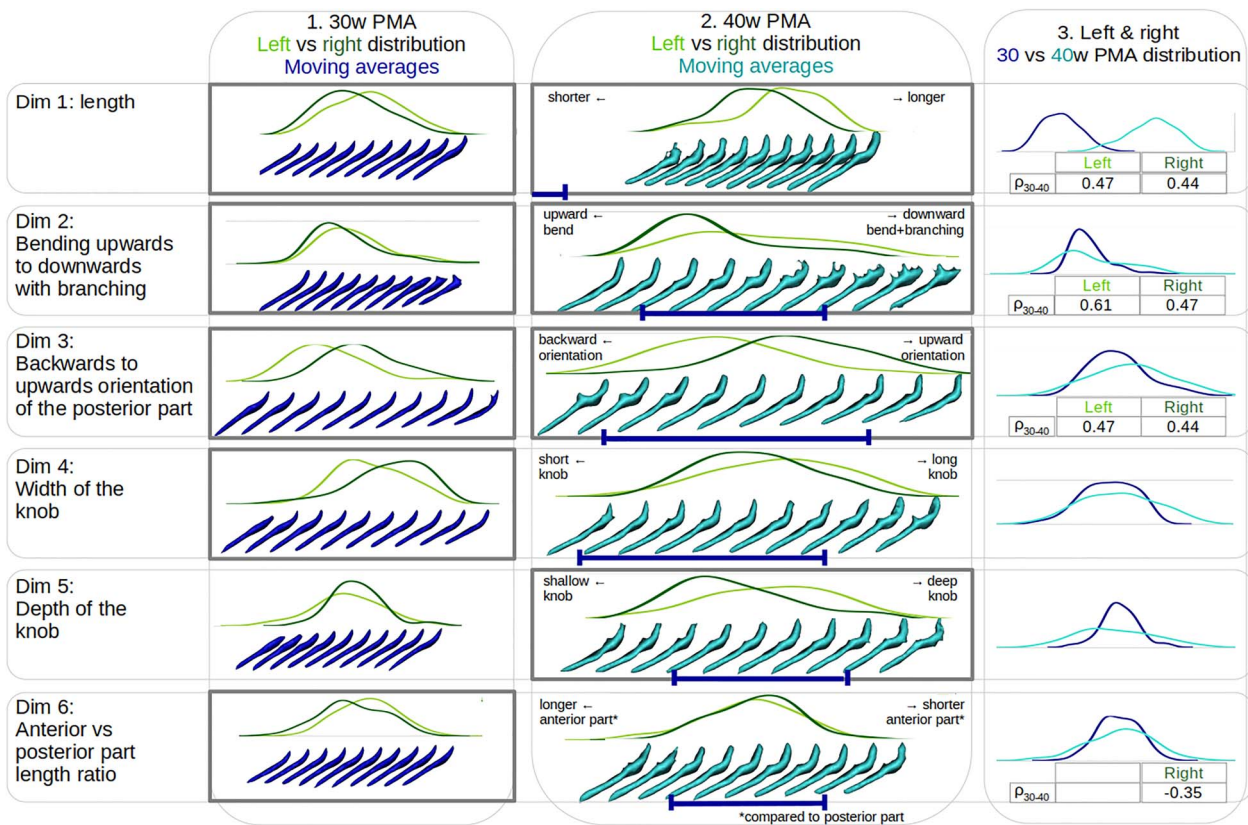 1. 30w PMA
Left vs right distribution
Moving averages
2. 40w PMA
Left vs right distribution
Moving averages
3. Left & right
30 vs 40w PMA distribution
Dim 1: length
shorter ←
→ longer
Left
Right
ρ30-40
0.47
0.44
Dim 2:
Bending upwards
to downwards
with branching
upward ←
bend
→ downward
bend+branching
Left
Right
ρ30-40
0.61
0.47
Dim 3:
Backwards to
upwards orientation
of the posterior part
backward ←
orientation
→ upward
orientation
Left
Right
ρ30-40
0.47
0.44
Dim 4:
Width of the
knob
short ←
knob
→ long
knob
Dim 5:
Depth of the
knob
shallow ←
knob
→ deep
knob
Dim 6:
Anterior vs
posterior part
length ratio
longer ←
anterior part*
→ shorter
anterior part*
Right
ρ30-40
-0.35
*compared to posterior part